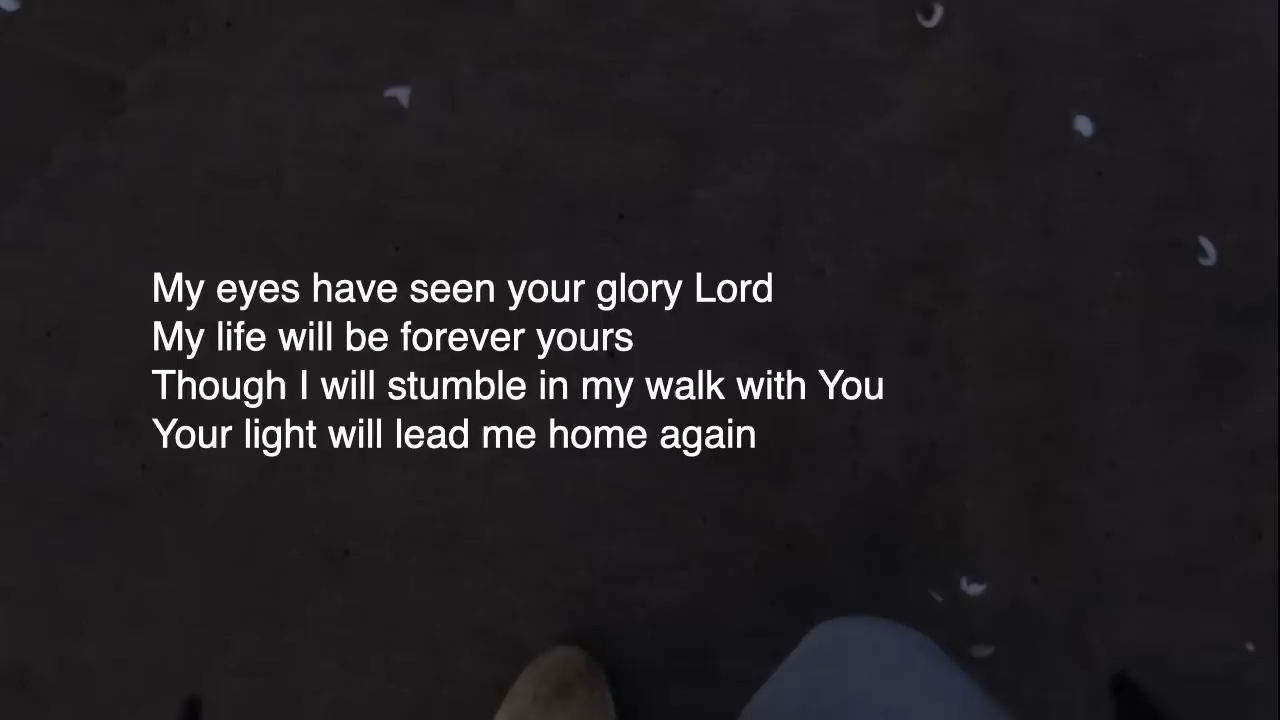 My eyes have seen your glory Lord
My life will be forever yours
Though I will stumble in my walk with You
Your light will lead me home again